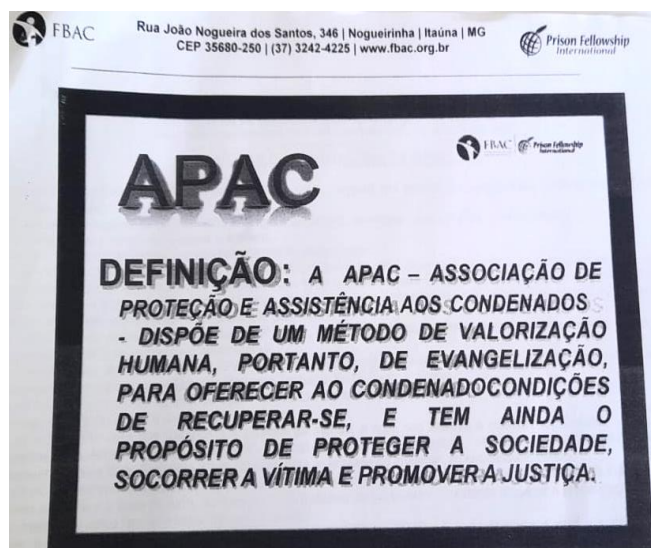 FBAC
Rua João Nogueira dos Santos, 346 | Nogueirinha | Itaúna | MG
CEP 35680-250 | (37) 3242-4225 | www.fbac.org.br
Prison Fellowship
International
FBAC
Prison Fellowship
International
APAC
DEFINIÇÃO: A APAC – ASSOCIAÇÃO DE
PROTEÇÃO E ASSISTÊNCIA AOS CONDENADOS
- DISPÕE DE UM MÉTODO DE VALORIZAÇÃO
HUMANA, PORTANTO, DE EVANGELIZAÇÃO,
PARA OFERECER AO CONDENADOCONDIÇÕES
DE RECUPERAR-SE, E TEM AINDA O
PROPÓSITO DE PROTEGER A SOCIEDADE,
SOCORRER A VÍTIMA E PROMOVER A JUSTIÇA.